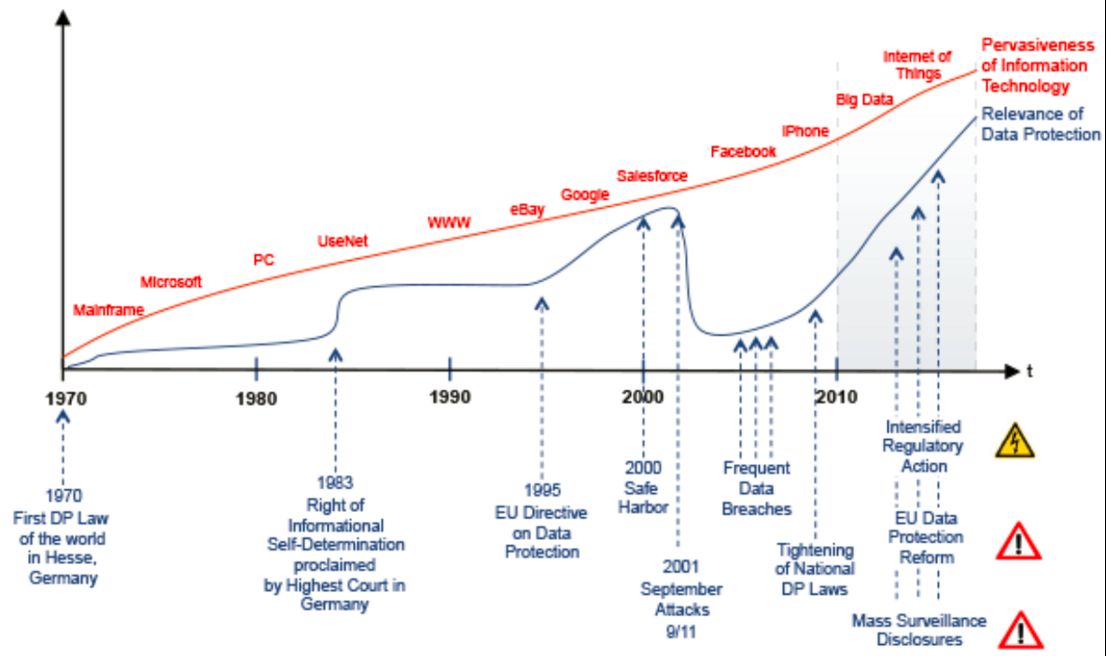 Pervasiveness
of Information
Technology
Relevance of
Data Protection
Internet of
Things
Big Data
iPhone
Facebook
Salesforce
Google
eBay
WWW
UseNet
PC
Microsoft
Mainframe
t
1970
1980
1990
2000
2010
1970
First DP Law
of the world
in Hesse,
Germany
1983
Right of
Informational
Self-Determination
proclaimed
by Highest Court in
Germany
1995
EU Directive
on Data
Protection
2000
Safe
Harbor
2001
September
Attacks
9/11
Frequent
Data
Breaches
Tightening
of National
DP Laws
Intensified
Regulatory
Action
EU Data
Protection
Reform
Mass Surveillance
Disclosures